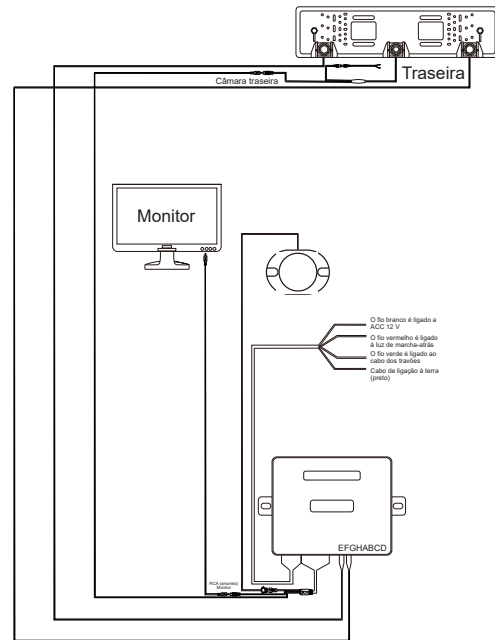 Câmara traseira
Traseira
Monitor
O fio branco é ligado a
ACC 12 V
O fio vermelho é ligado
à luz de marcha-atrás
O fio verde é ligado ao
cabo dos travões
Cabo de ligação à terra
(preto)
EFGHABCD
RCA (amarelo)
Monitor